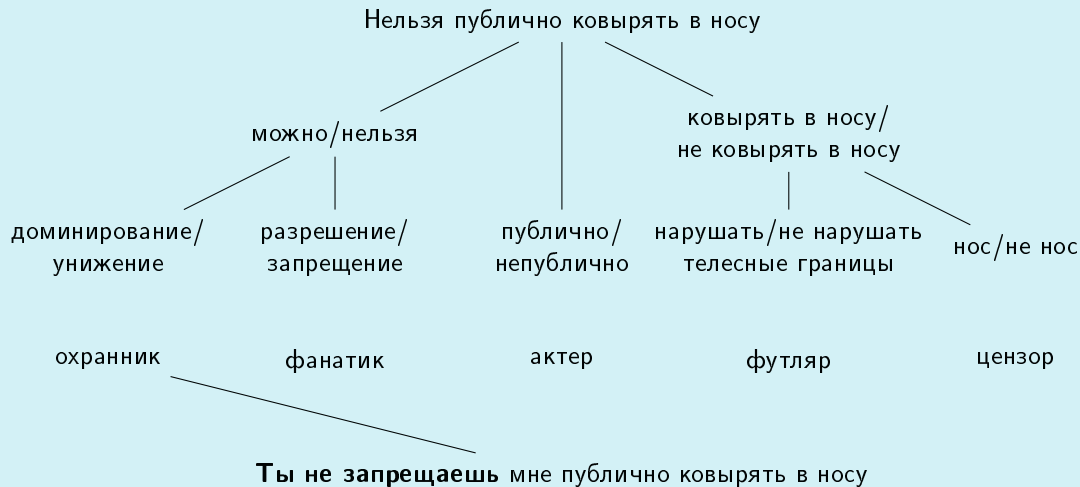 Нельзя публично ковырять в носу
можно/нельзя
ковырять в носу/
не ковырять в носу
доминирование/
унижение
разрешение/
запрещение
публично/
непублично
нарушать/не нарушать
телесные границы
нос/не нос
охранник
фанатик
актер
футляр
цензор
Ты не запрещаешь мне публично ковырять в носу